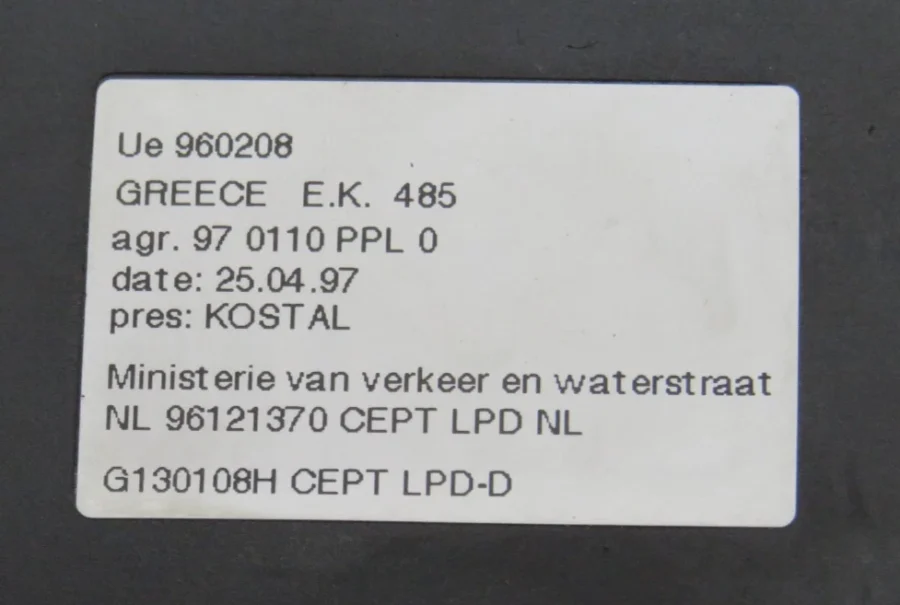 Ue 960208
GREECE E.K. 485
agr. 97 0110 PPL 0
date: 25.04.97
pres: KOSTAL
Ministerie van verkeer en waterstraat
NL 96121370 CEPT LPD NL
G130108H CEPT LPD-D